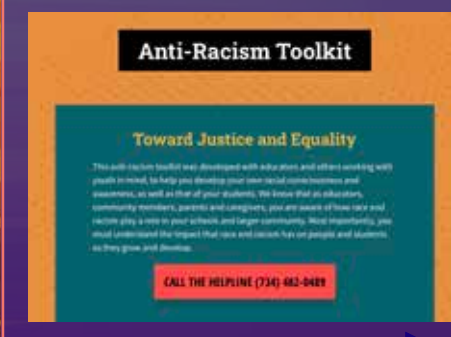 Anti-Racism Toolkit
Toward Justice and Equality
This anti-racism toolkit was developed with educators and others working with
youth in mind, to help you develop your own racial consciousness and
awareness, as well as that of your students. We know that as educators,
community members, parents and caregivers, you are aware of how race and
racism play a role in your schools and larger community. Most importantly, you
must understand the impact that race and racism has on people and students
as they grow and develop.
CALL THE HELPLINE (734) 482-0489